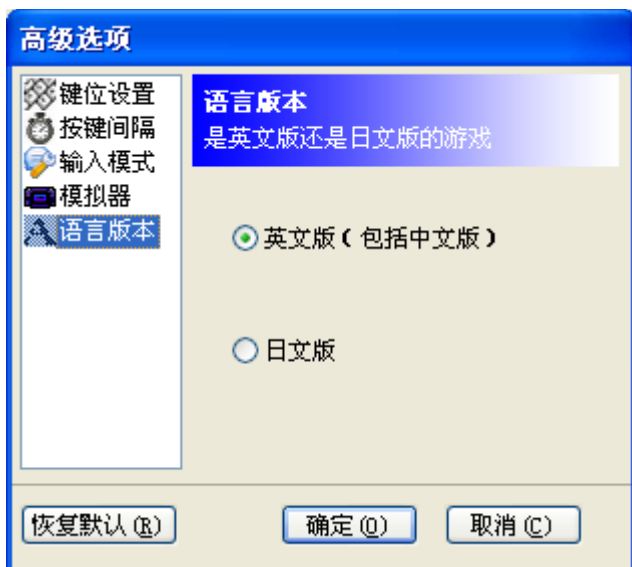 高级选项
键位设置
按键间隔
输入模式
模拟器
语言版本
语言版本
是英文版还是日文版的游戏
英文版(包括中文版)
日文版
恢复默认(R)
确定(O)
取消(C)